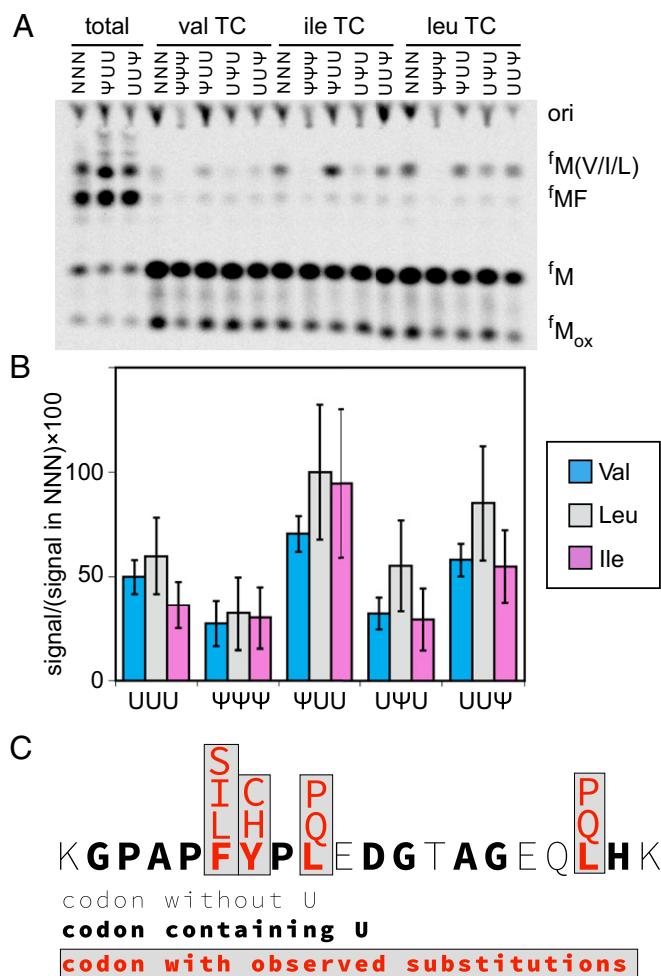 A
total val TC ile TC leu TC
NNN ΨUU UUΨ NNN ΨΨΨ ΨUU UΨU UUΨ NNN ΨΨΨ ΨUU UΨU UUΨ NNN ΨΨΨ ΨUU UΨU UUΨ
ori
fM(V/I/L)
fMF
fM
fMox
B
signal/(signal in NNN)×100
100
50
0
UUU ΨΨΨ ΨUU UΨU UUΨ
Val
Leu
Ile
C
S
I C P P
L H Q Q
KGPAPFYPLEDGTAGEQLHK
codon without U
codon containing U
codon with observed substitutions